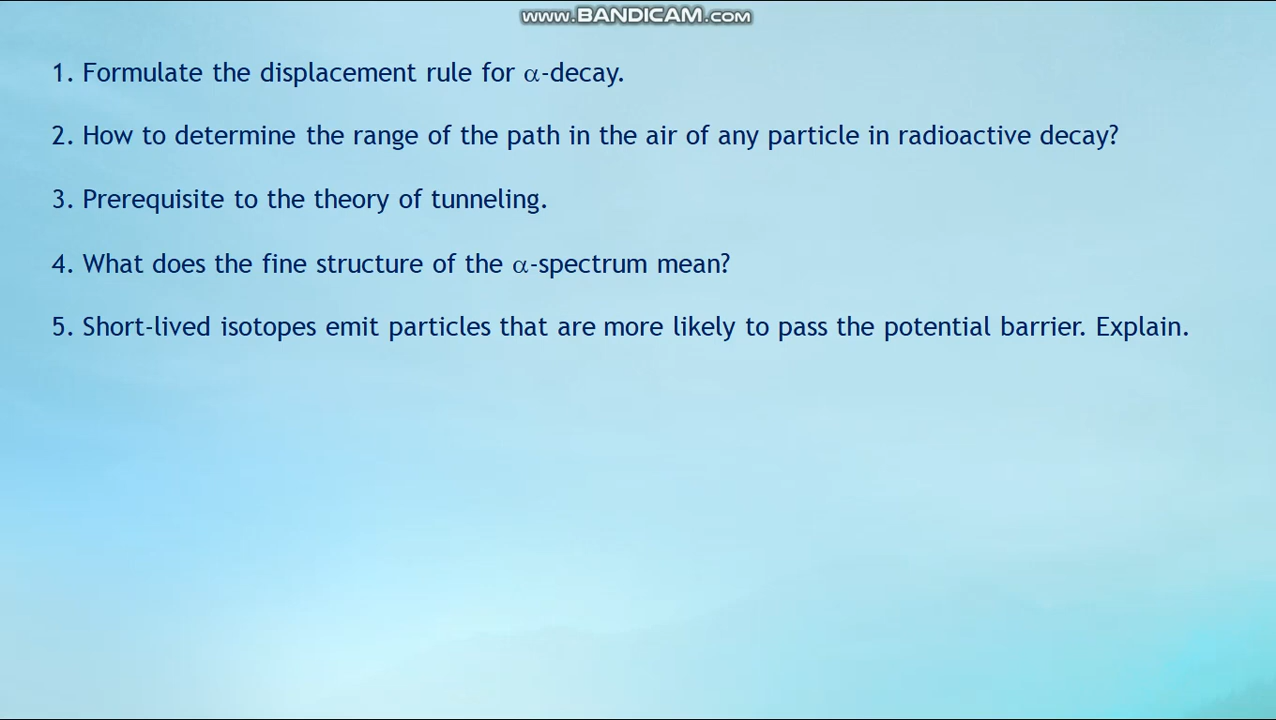 www.BANDICAM.com
1. Formulate the displacement rule for α-decay.
2. How to determine the range of the path in the air of any particle in radioactive decay?
3. Prerequisite to the theory of tunneling.
4. What does the fine structure of the α-spectrum mean?
5. Short-lived isotopes emit particles that are more likely to pass the potential barrier. Explain.